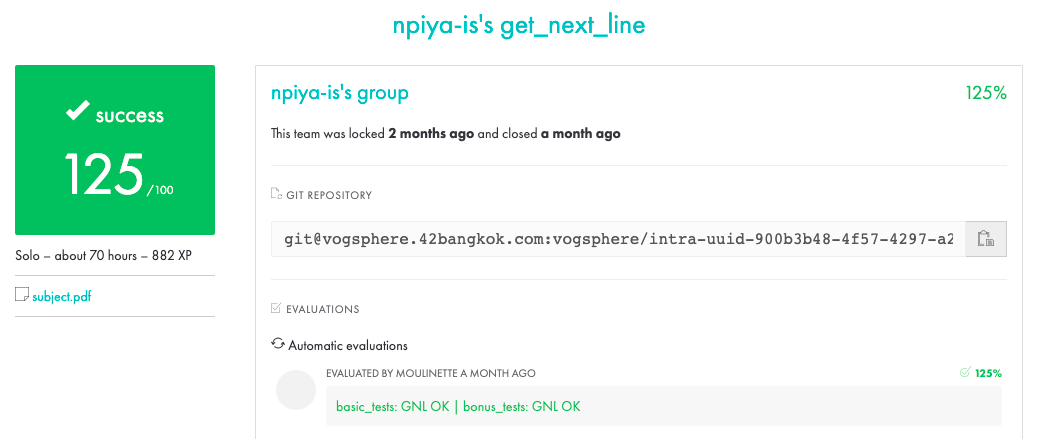 npiya-is's get_next_line
success
125/100
Solo – about 70 hours – 882 XP
subject.pdf
npiya-is's group
125%
This team was locked 2 months ago and closed a month ago
GIT REPOSITORY
git@vogsphere.42bangkok.com:vogsphere/intra-uuid-900b3b48-4f57-4297-a2
EVALUATIONS
Automatic evaluations
EVALUATED BY MOULINETTE A MONTH AGO
125%
basic_tests: GNL OK | bonus_tests: GNL OK